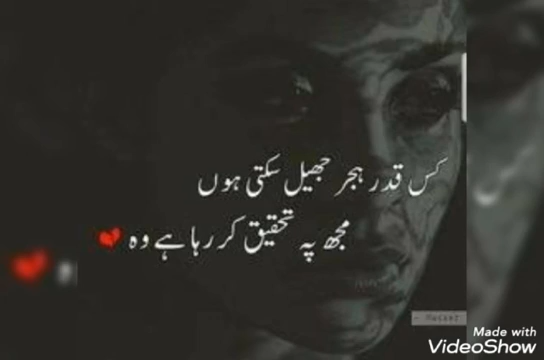 کس قدر ہجر جھیل سکتی ہوں
مجھ پہ تحقیق کر رہا ہے وہ
Made with
VideoShow